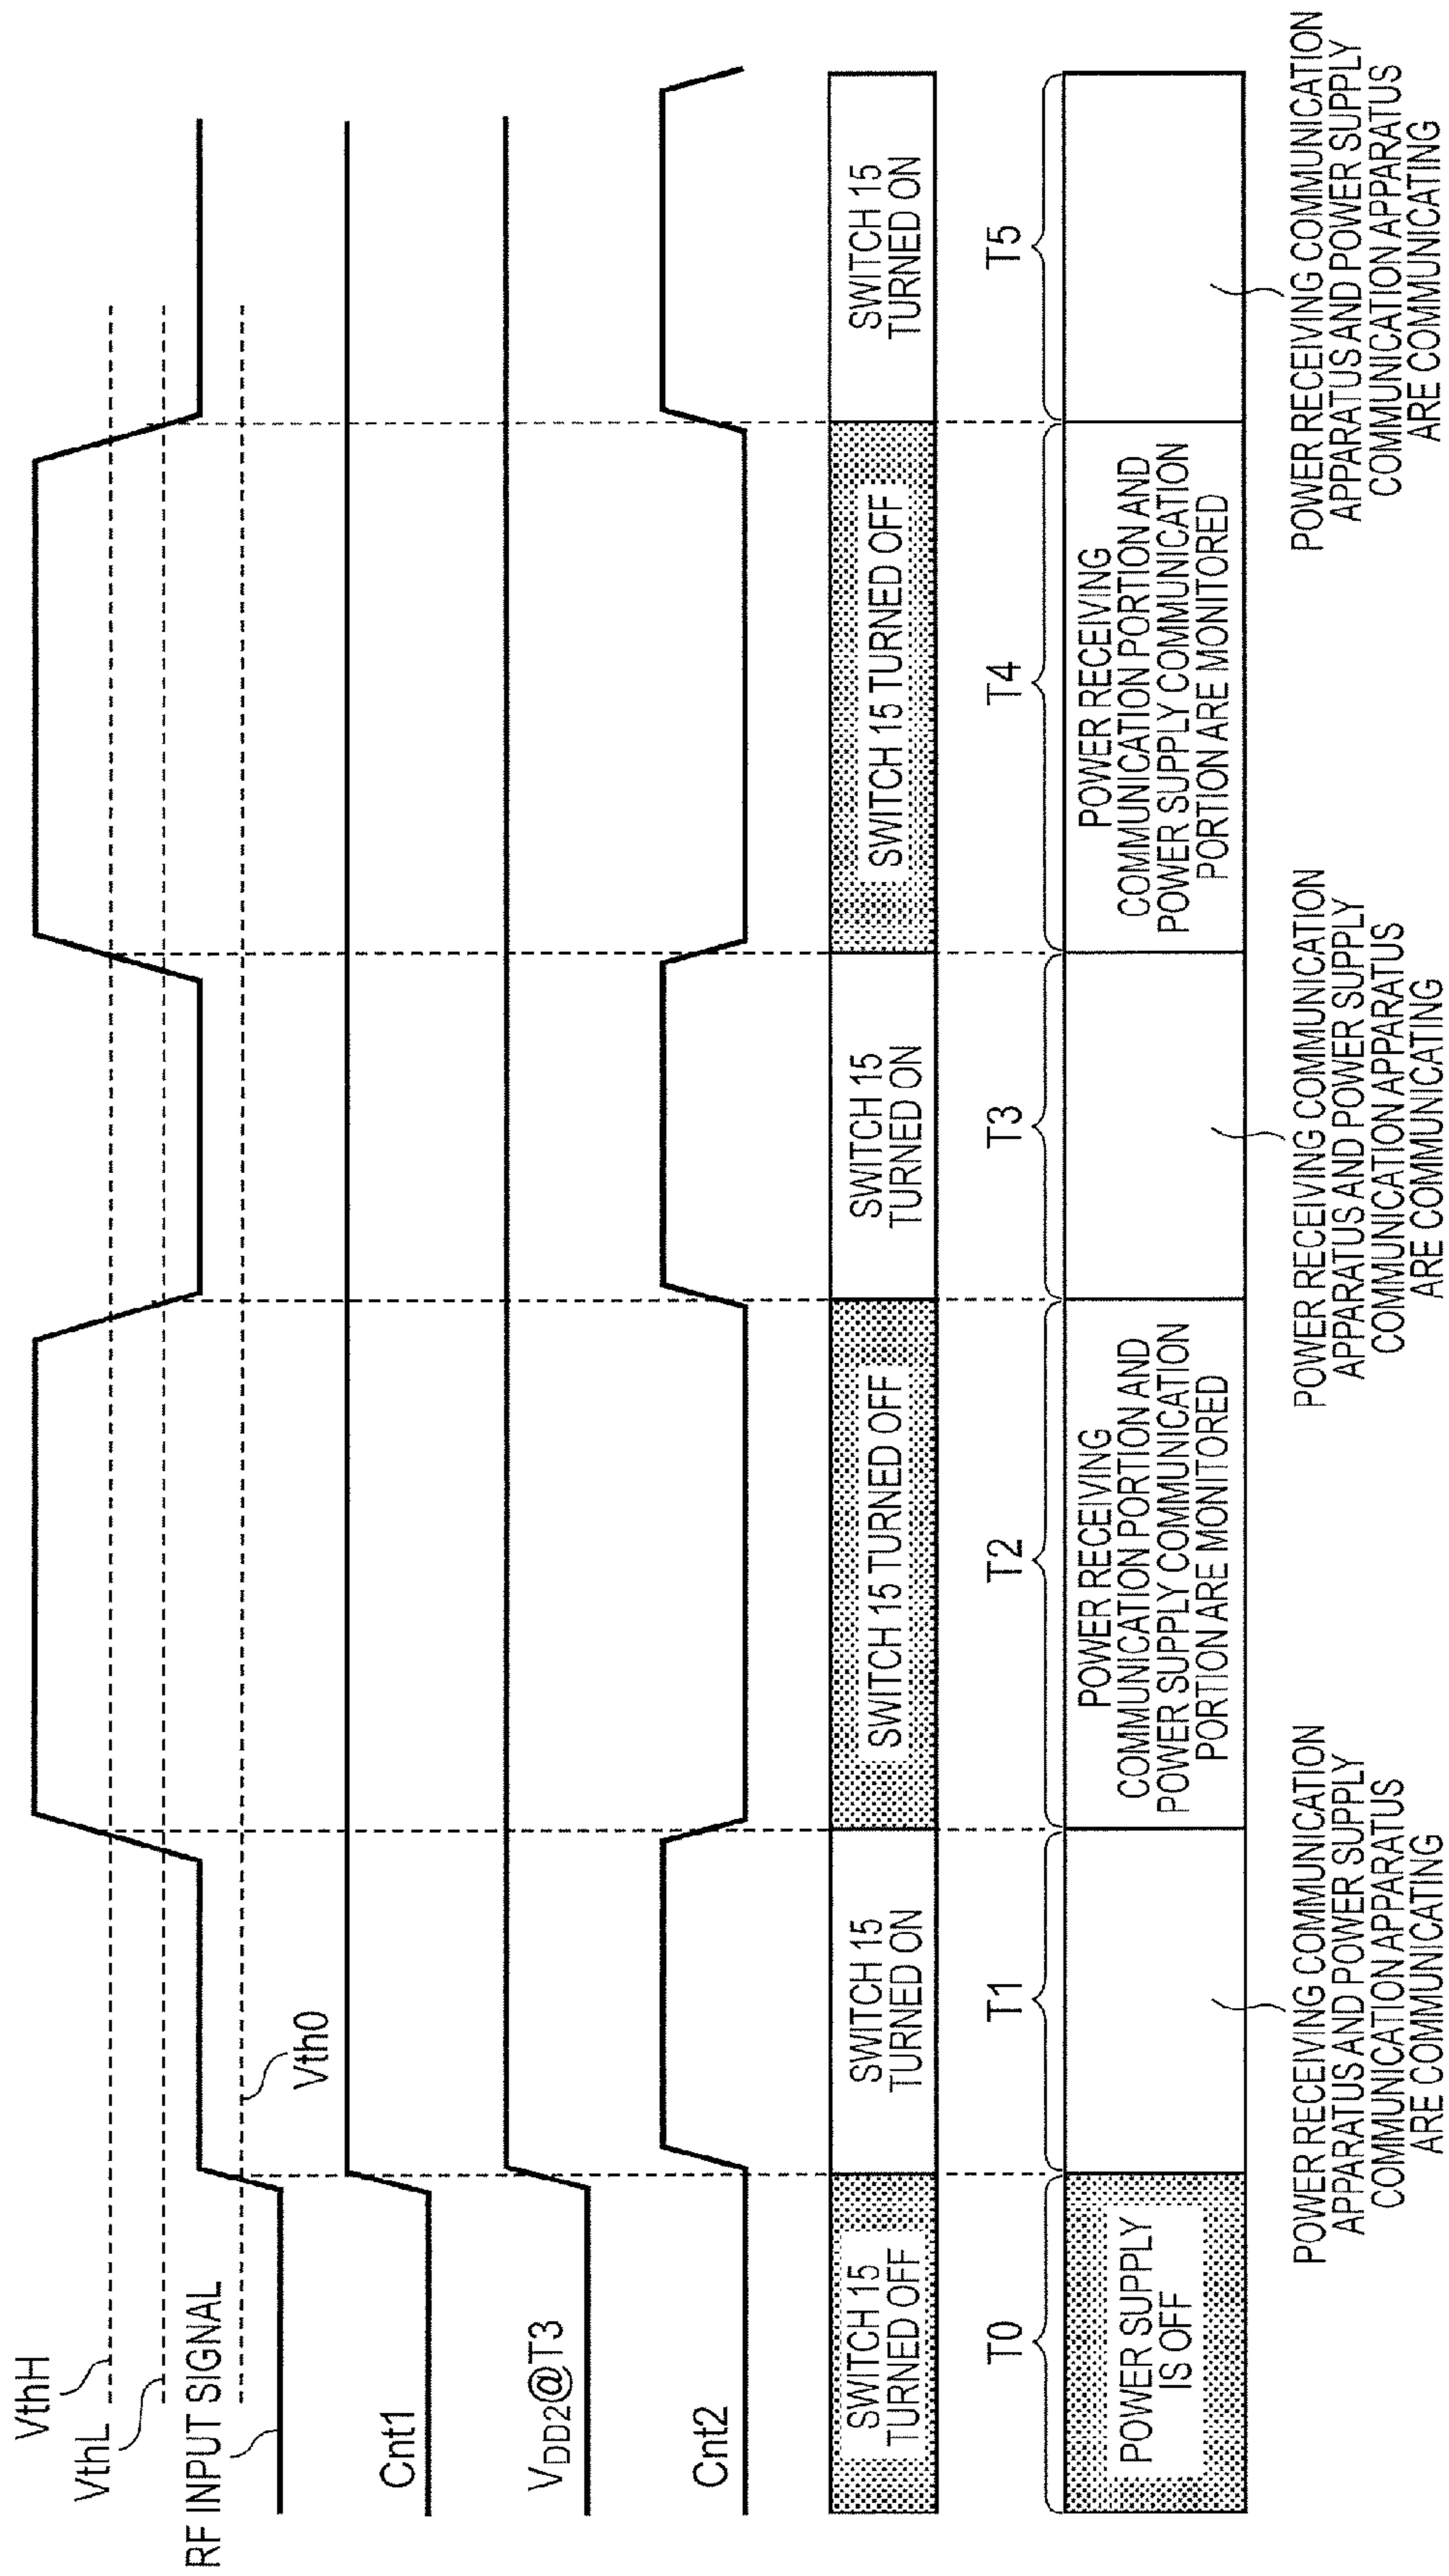 VthH
VthL
RF INPUT SIGNAL
Vth0
Cnt1
VDD2@T3
Cnt2
SWITCH 15
TURNED OFF
SWITCH 15
TURNED ON
SWITCH 15 TURNED OFF
SWITCH 15
TURNED ON
SWITCH 15 TURNED OFF
SWITCH 15
TURNED ON
T0
T1
T2
T3
T4
T5
POWER SUPPLY
IS OFF
POWER RECEIVING
COMMUNICATION PORTION AND
POWER SUPPLY COMMUNICATION
PORTION ARE MONITORED
POWER RECEIVING
COMMUNICATION PORTION AND
POWER SUPPLY COMMUNICATION
PORTION ARE MONITORED
POWER RECEIVING COMMUNICATION
APPARATUS AND POWER SUPPLY
COMMUNICATION APPARATUS
ARE COMMUNICATING
POWER RECEIVING COMMUNICATION
APPARATUS AND POWER SUPPLY
COMMUNICATION APPARATUS
ARE COMMUNICATING
POWER RECEIVING COMMUNICATION
APPARATUS AND POWER SUPPLY
COMMUNICATION APPARATUS
ARE COMMUNICATING